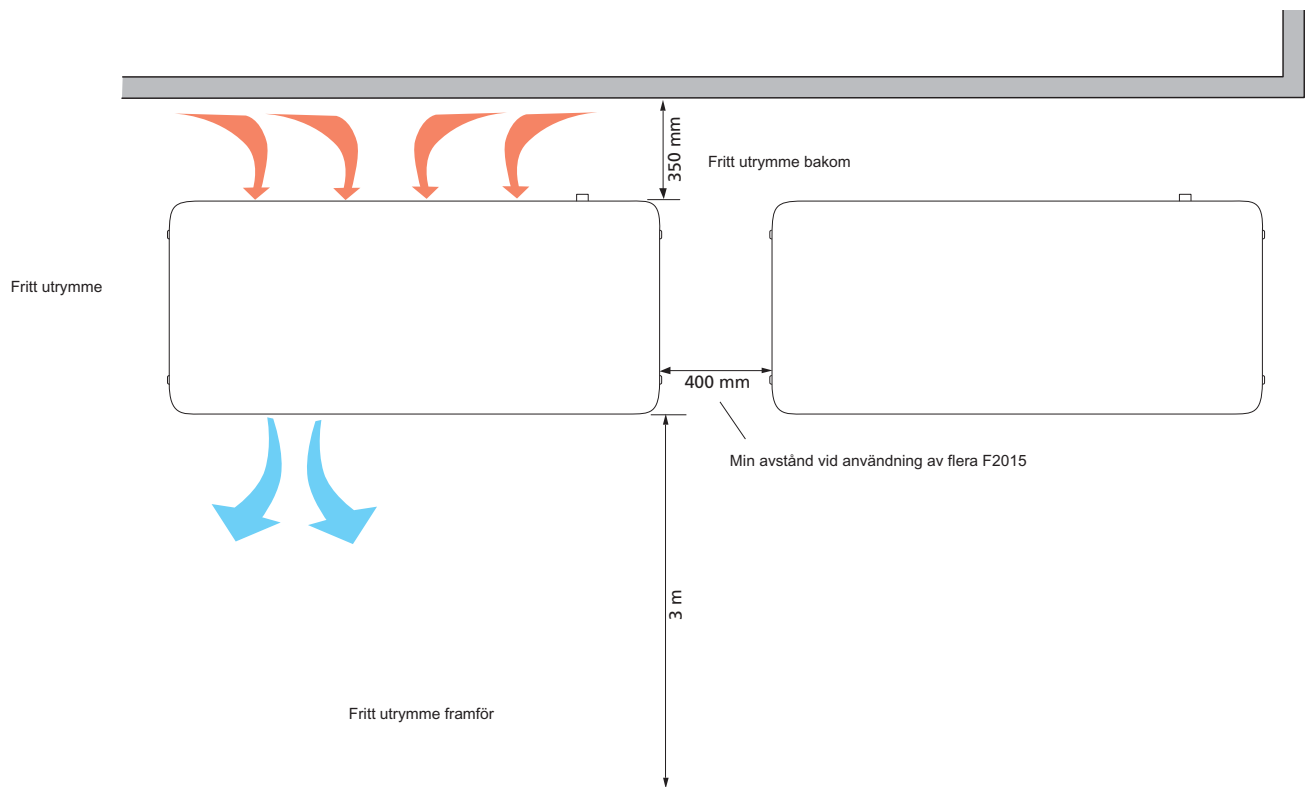 350 mm
Fritt utrymme bakom
Fritt utrymme
400 mm
Min avstånd vid användning av flera F2015
3 m
Fritt utrymme framför